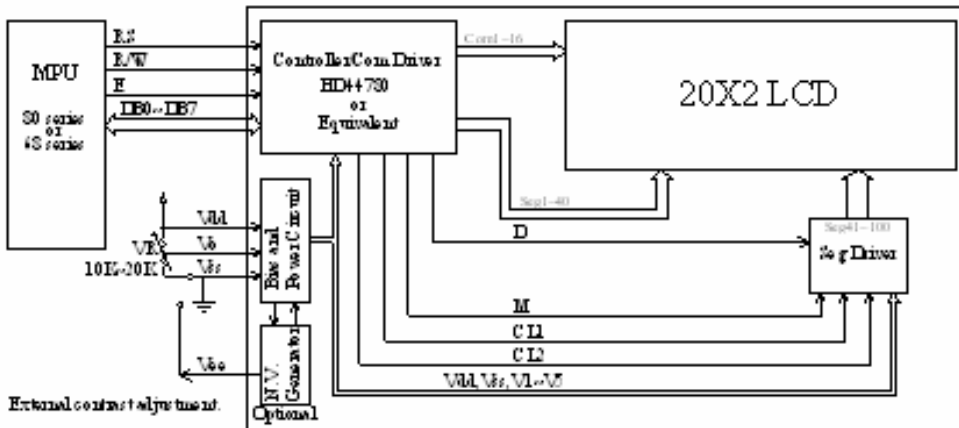 RS
R/W
E
DB0~DB7
MPU
80 series
or
68 series
Controller/Com Driver
HD44780
or
Equivalent
Com1~16
20X2 LCD
Seg1~40
D
Seg41~100
Seg Driver
M
CL1
CL2
Vdd, Vss, V1~V5
Vdd
Vo
Vss
VR
10K~20K
Bias and
Power Circuit
Vee
N.V.
Generator
Optional
External contrast adjustment.